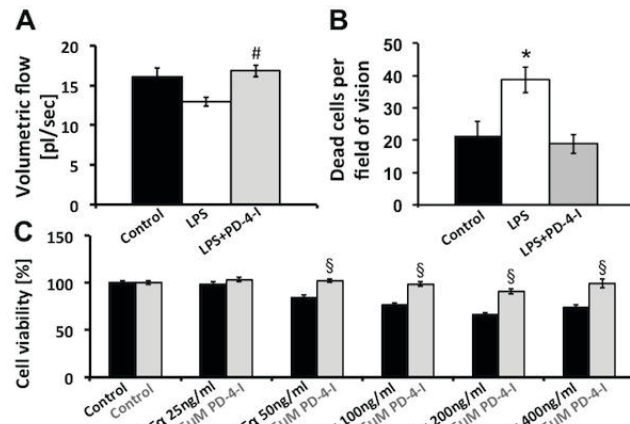 A
Volumetric flow
[pl/sec]
20
15
10
5
0
#
Control
LPS
LPS+PD-4-I
B
Dead cells per
field of vision
50
40
30
20
10
0
*
Control
LPS
LPS+PD-4-I
C
Cell viability [%]
150
100
50
0
§
§
§
§
Control
Control
25ng/ml
PD-4-I
50ng/ml
PD-4-I
100ng/ml
PD-4-I
200ng/ml
PD-4-I
400ng/ml
PD-4-I